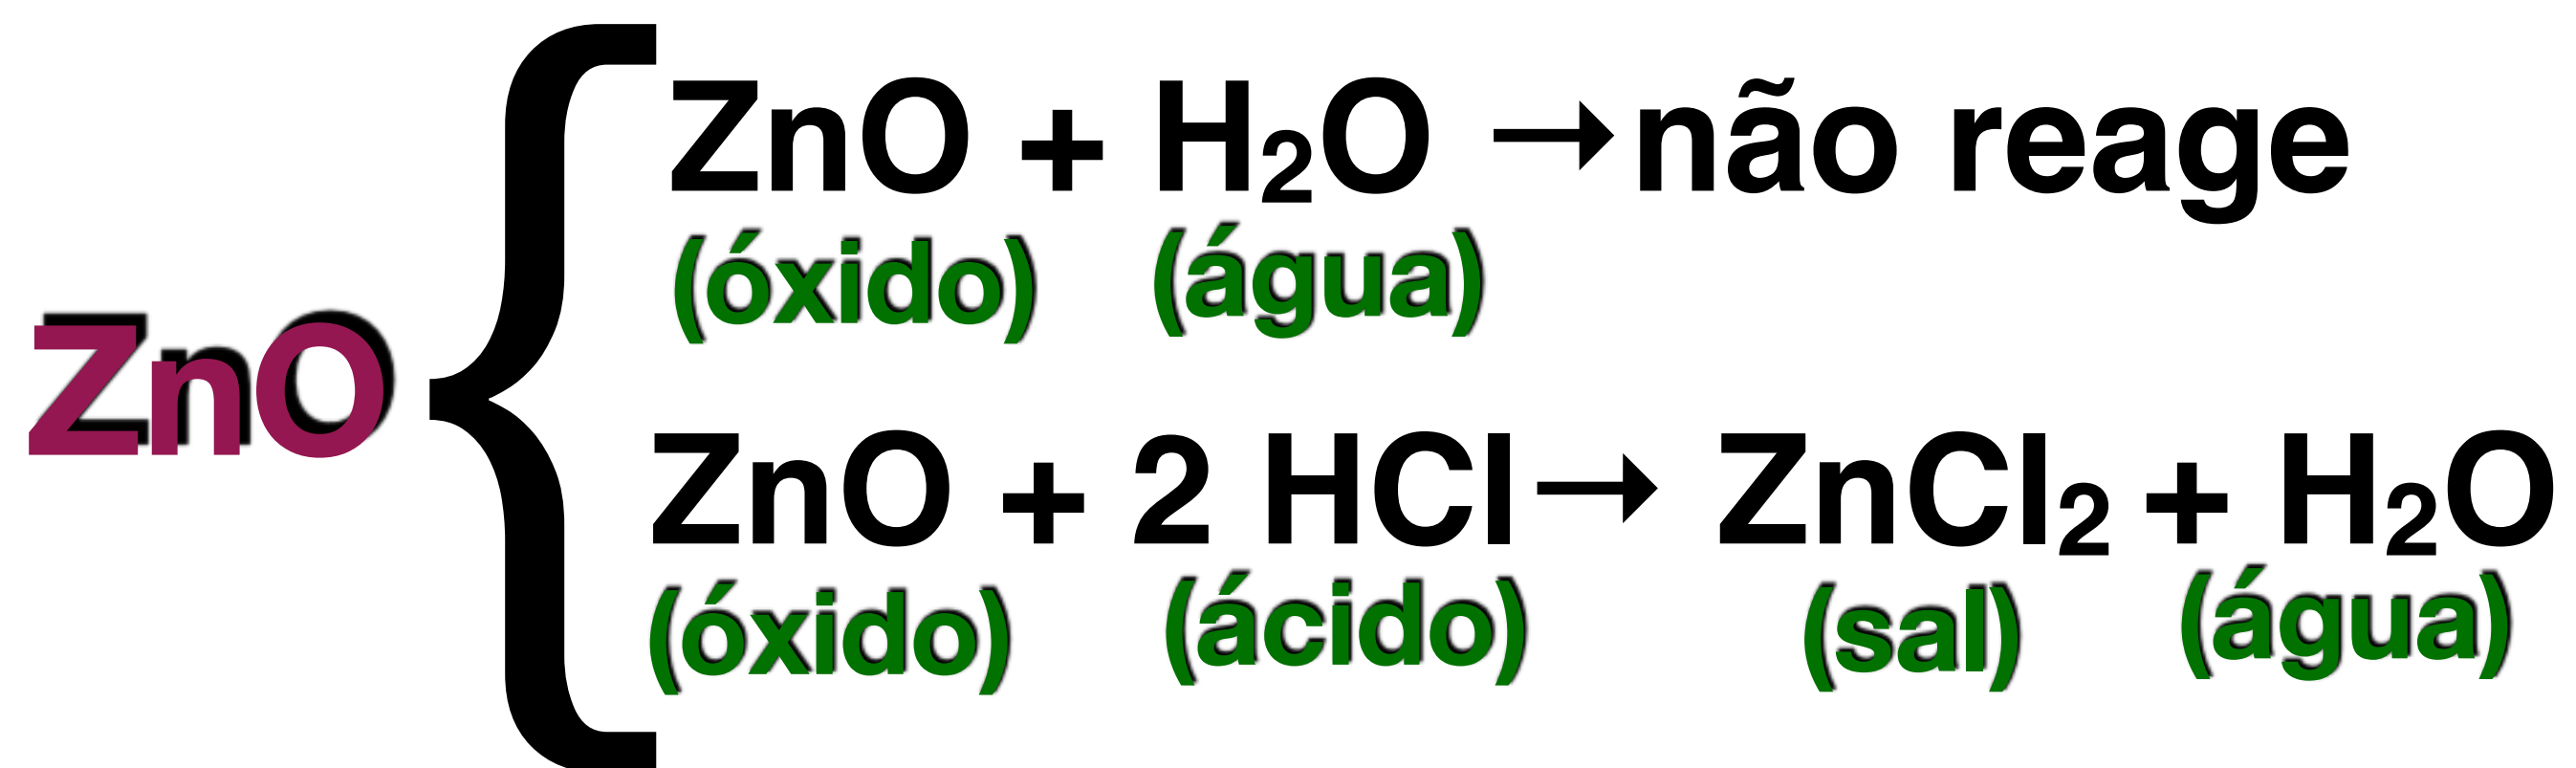 ZnO + H₂O → não reage
(óxido) (água)
ZnO
ZnO + 2 HCl → ZnCl₂ + H₂O
(óxido) (ácido) (sal) (água)